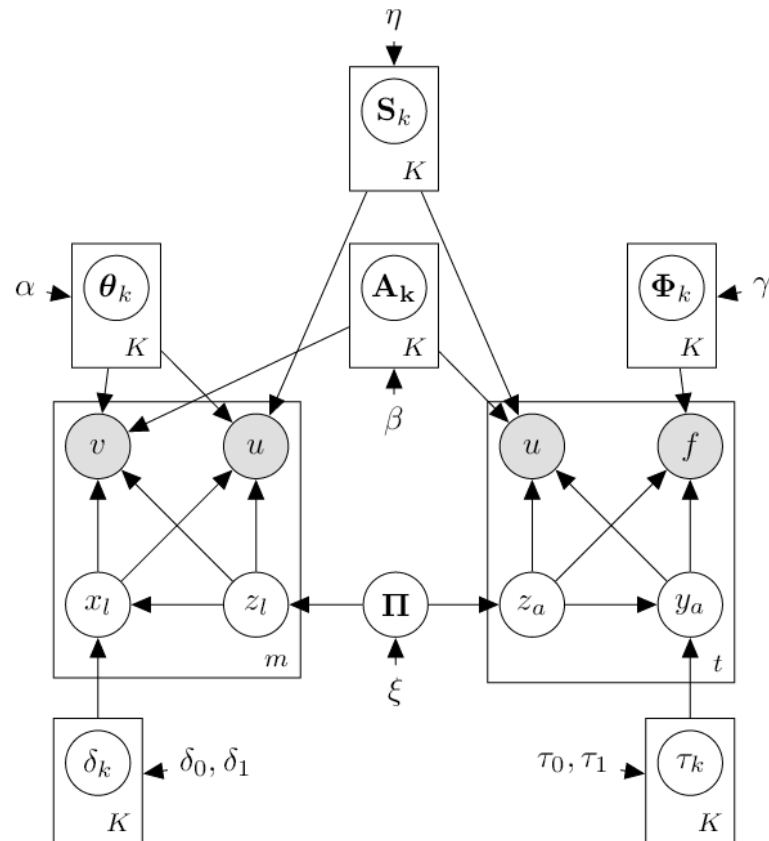 η
S_k
K
α
θ_k
K
A_k
K
Φ_k
K
γ
β
v
u
u
f
x_l
z_l
Π
z_a
y_a
m
t
ξ
δ_k
K
δ_0, δ_1
τ_0, τ_1
τ_k
K